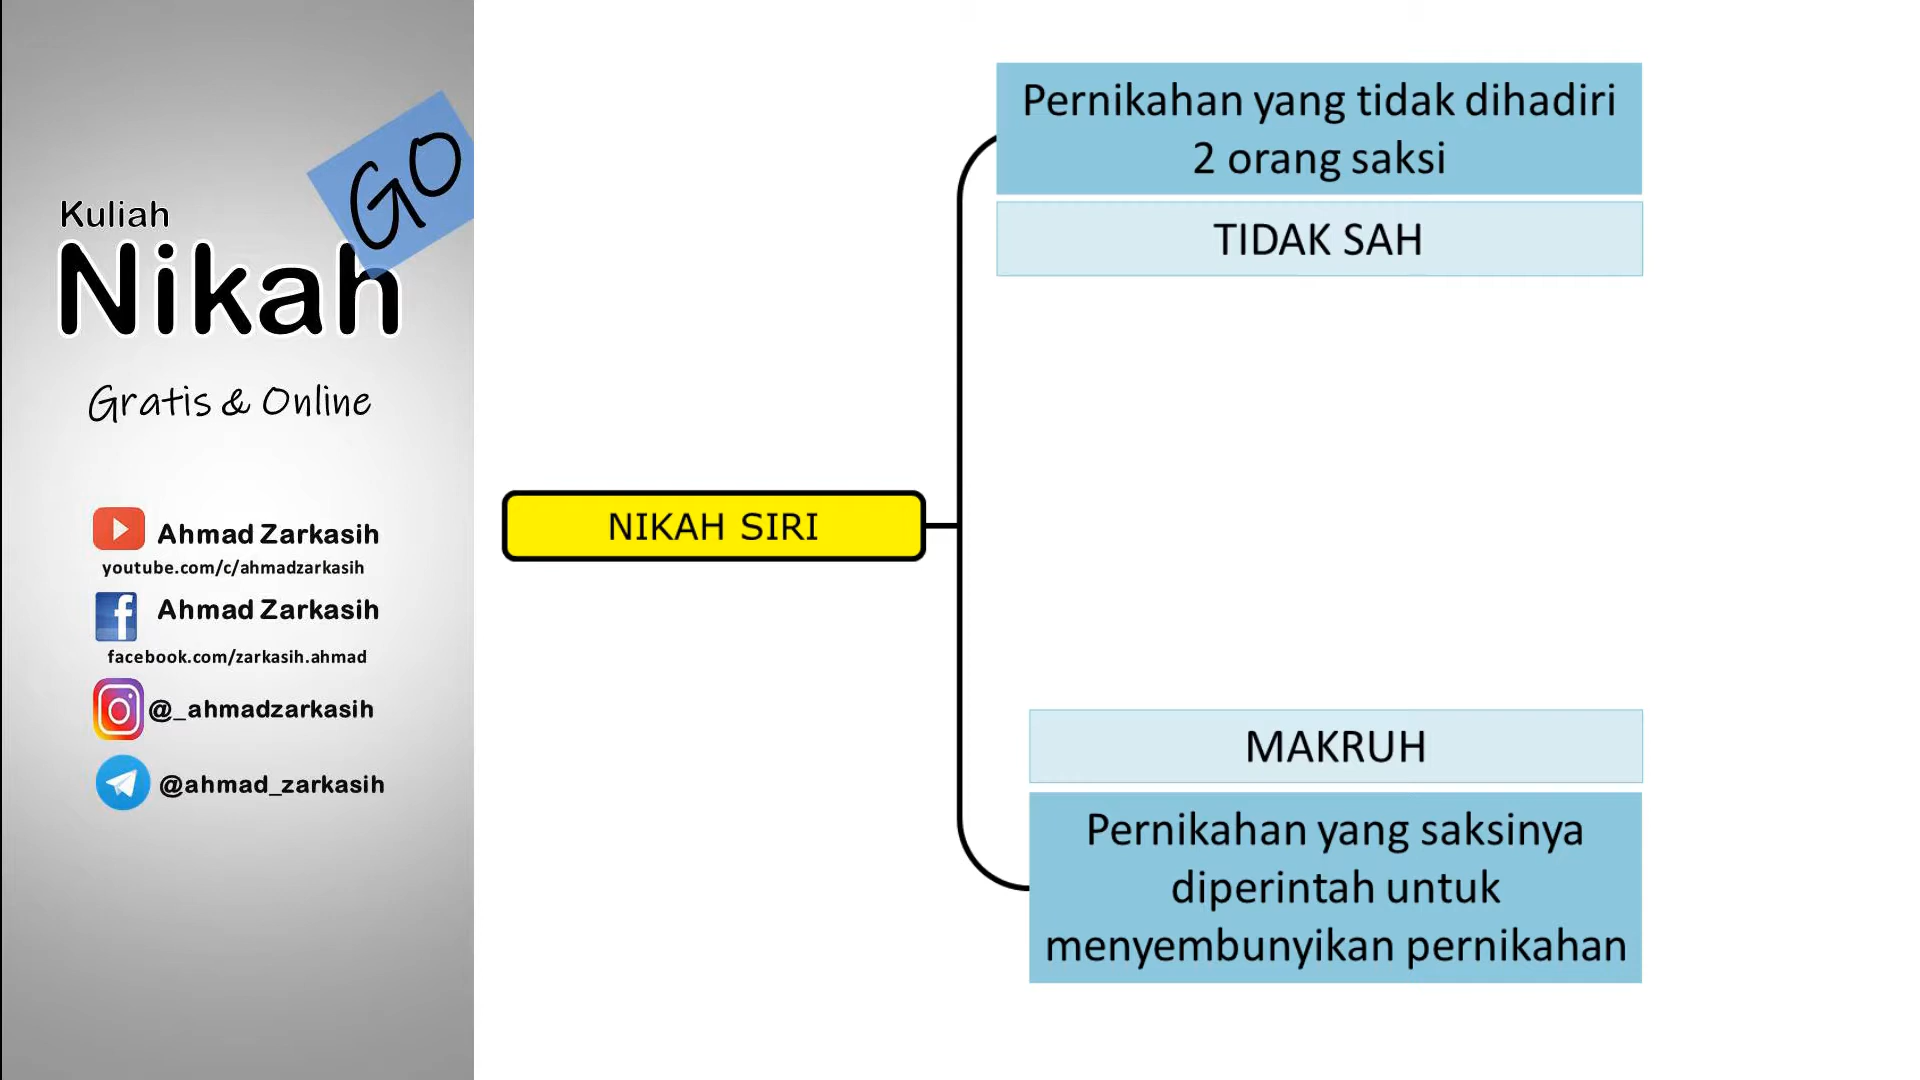 Kuliah
Nikah
GO
Gratis & Online
Ahmad Zarkasih
youtube.com/c/ahmadzarkasih
Ahmad Zarkasih
facebook.com/zarkasih.ahmad
@_ahmadzarkasih
@ahmad_zarkasih
NIKAH SIRI
Pernikahan yang tidak dihadiri
2 orang saksi
TIDAK SAH
MAKRUH
Pernikahan yang saksinya
diperintah untuk
menyembunyikan pernikahan